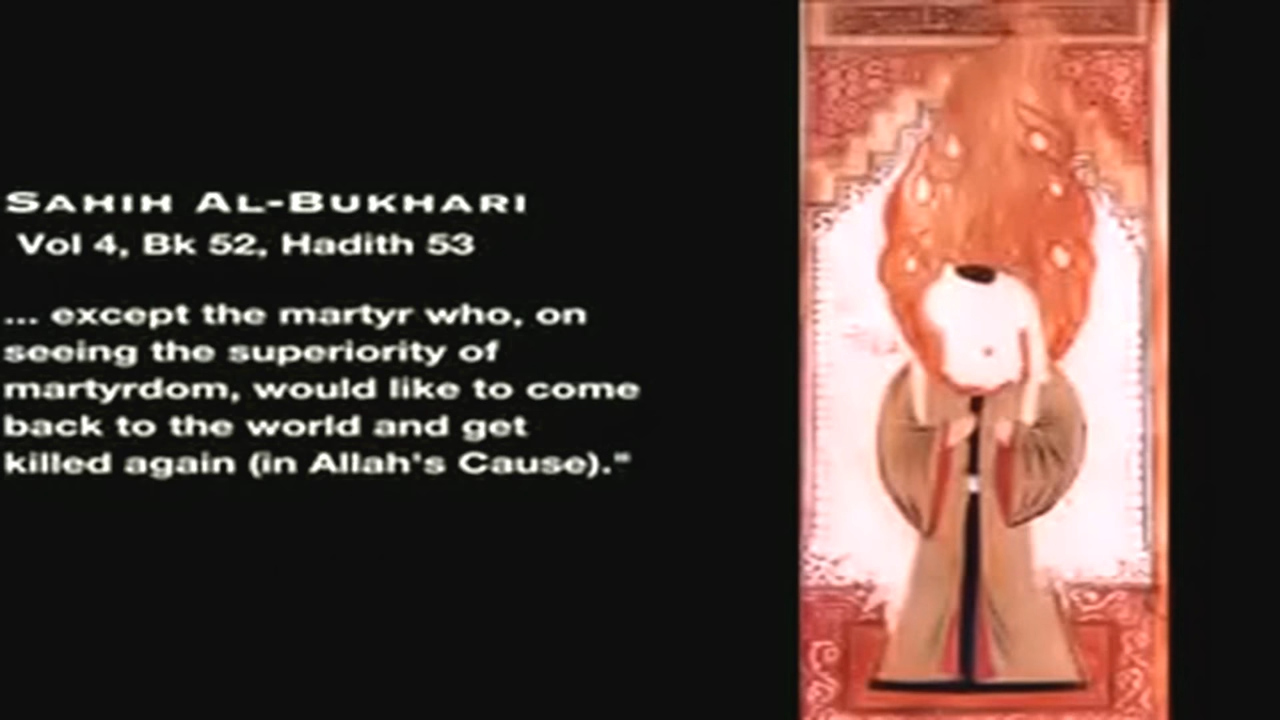 SAHIH AL-BUKHARI
Vol 4, Bk 52, Hadith 53
... except the martyr who, on
seeing the superiority of
martyrdom, would like to come
back to the world and get
killed again (in Allah's Cause)."